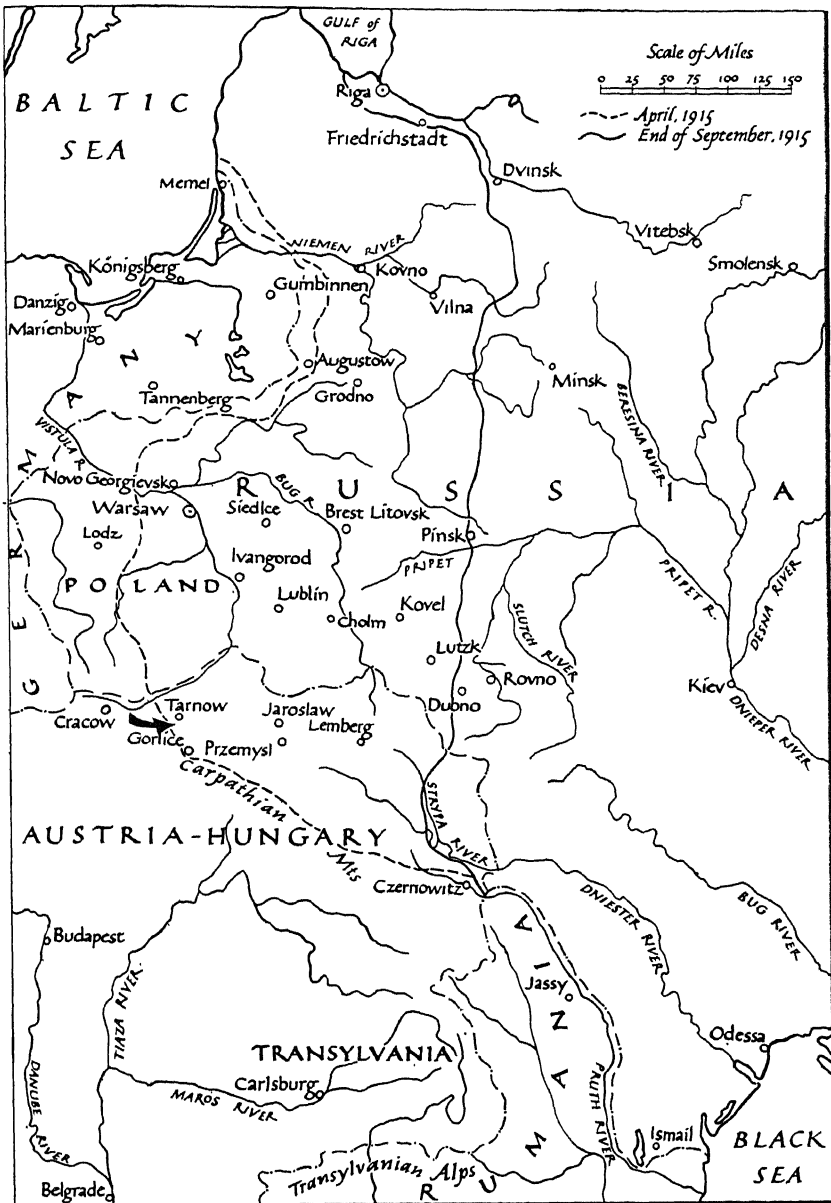 GULF OF
RIGA
Scale of Miles
0 25 50 75 100 125 150
April, 1915
End of September, 1915
BALTIC
SEA
Riga
Friedrichstadt
Dvinsk
Memel
Vitebsk
NIEMEN RIVER
Smolensk
Königsberg
Kovno
Gumbinnen
Danzig
Vilna
Marienburg
Augustow
Minsk
Tannenberg
Grodno
BERESINA RIVER
VISTULA R.
GERMANY
Novo Georgievsk
RUSSIA
BUG R.
Warsaw
Siedlce
Brest Litovsk
Lodz
Pinsk
Ivangorod
PRIPET
PRIPET R.
DESNA RIVER
POLAND
Lublin
Cholm
Kovel
SLUTCH RIVER
Lutzk
Rovno
Kiev
Duono
DNIEPER RIVER
Cracow
Tarnow
Jaroslaw
Lemberg
Gorlice
Przemysl
Carpathian
Mts
STRYPA
RIVER
AUSTRIA-HUNGARY
Czernowitz
DNIESTER RIVER
BUG RIVER
Budapest
TIAZA RIVER.
Jassy
Odessa
TRANSYLVANIA
Carlsburg
MAROS RIVER
DANUBE
RIVER
PRUTH RIVER
Ismail
BLACK
SEA
Transylvanian Alps
RUMANIA
Belgrade